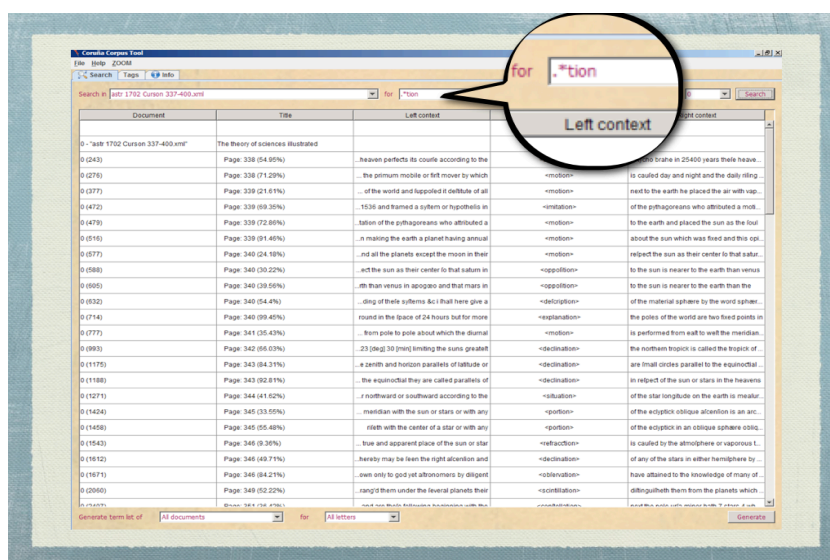 Coruña Corpus Tool
File Help ZOOM
Search Tags Info
Search in astr 1702 Curson 337-400.xml for .*tion Search
for .*tion
Left context
Document Title Left context ght context
0 - "astr 1702 Curson 337-400.xml" The theory of sciences illustrated
0 (243) Page: 338 (54.95%) ...heaven perfects its courſe according to the brahe in 25400 years theſe heave...
0 (276) Page: 338 (71.29%) ... the primum mobile or firſt mover by which <motion> is cauſed day and night and the daily riſing ...
0 (377) Page: 339 (21.61%) ... of the world and ſuppoſed it deſtitute of all <motion> next to the earth he placed the air with vap...
0 (472) Page: 339 (69.35%) ...1536 and framed a ſyſtem or hypotheſis in <imitation> of the pythagoreans who attributed a moti...
0 (479) Page: 339 (72.86%) ...tation of the pythagoreans who attributed a <motion> to the earth and placed the sun as the ſoul
0 (516) Page: 339 (91.46%) ...n making the earth a planet having annual <motion> about the sun which was fixed and this opi...
0 (577) Page: 340 (24.18%) ...nd all the planets except the moon in their <motion> reſpect the sun as their center ſo that satur...
0 (588) Page: 340 (30.22%) ...ect the sun as their center ſo that saturn in <oppoſition> to the sun is nearer to the earth than venus
0 (605) Page: 340 (39.56%) ...rth than venus in apogæo and that mars in <oppoſition> to the sun is nearer to the earth than the
0 (632) Page: 340 (54.4%) ...ding of theſe ſyſtems &c i ſhall here give a <deſcription> of the material sphære by the word sphær...
0 (714) Page: 340 (99.45%) round in the ſpace of 24 hours but for more <explanation> the poles of the world are two fixed points in
0 (777) Page: 341 (35.43%) ... from pole to pole about which the diurnal <motion> is performed from eaſt to weſt the meridian...
0 (993) Page: 342 (66.03%) ...23 [deg] 30 [min] limiting the suns greateſt <declination> the northern tropick is called the tropick of ...
0 (1175) Page: 343 (84.31%) ...e zenith and horizon parallels of latitude or <declination> are ſmall circles parallel to the equinoctial ...
0 (1188) Page: 343 (92.81%) ... the equinoctial they are called parallels of <declination> in reſpect of the sun or stars in the heavens
0 (1271) Page: 344 (41.62%) ...r northward or southward according to the <situation> of the star longitude on the earth is meaſur...
0 (1424) Page: 345 (33.55%) ... meridian with the sun or stars or with any <portion> of the ecliptick oblique aſcenſion is an arc...
0 (1458) Page: 345 (55.48%) riſeth with the center of a star or with any <portion> of the eclyptick in an oblique sphære obliq...
0 (1543) Page: 346 (9.36%) ... true and apparent place of the sun or star <refraction> is cauſed by the atmoſphere or vaporous t...
0 (1612) Page: 346 (49.71%) ...hereby may be ſeen the right aſcenſion and <declination> of any of the stars in either hemiſphere by ...
0 (1671) Page: 346 (84.21%) ...own only to god yet aſtronomers by diligent <obſervation> have attained to the knowledge of many of ...
0 (2060) Page: 349 (52.22%) ...rang'd them under the ſeveral planets their <scintillation> diſtinguiſheth them from the planets which ...
Generate term list of All documents for All letters Generate